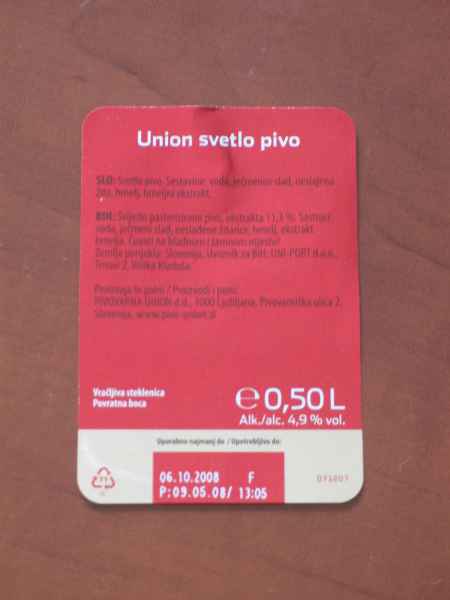 Union svetlo pivo
SLO: Svetlo pivo. Sestavine: voda, ječmenov slad, neslajena
žita, hmelj, hmeljni ekstrakt.
BIH: Svijetlo pasterizirano pivo, ekstrakta 11,3 %. Sastojci:
voda, ječmeni slad, neslađene žitarice, hmelj, ekstrakt
hmelja. Čuvati na hladnom i tamnom mjestu!
Zemlja porijekla: Slovenija. Uvoznik za BiH: UNI-PORT d.o.o.,
2, Velika Kladuša.
Proizvaja in polni / Proizvodi i puni:
PIVOVARNA UNION d.d., 1000 Ljubljana, Pivovarniška ulica 2,
Slovenija, www.pivo-union.si
Vračljiva steklenica
Povratna boca
℮ 0,50 L
Alk./alc. 4,9 % vol.
Uporabno najmanj do / Upotrebljivo do:
06.10.2008 F
P:09.05.08/ 13:05
71